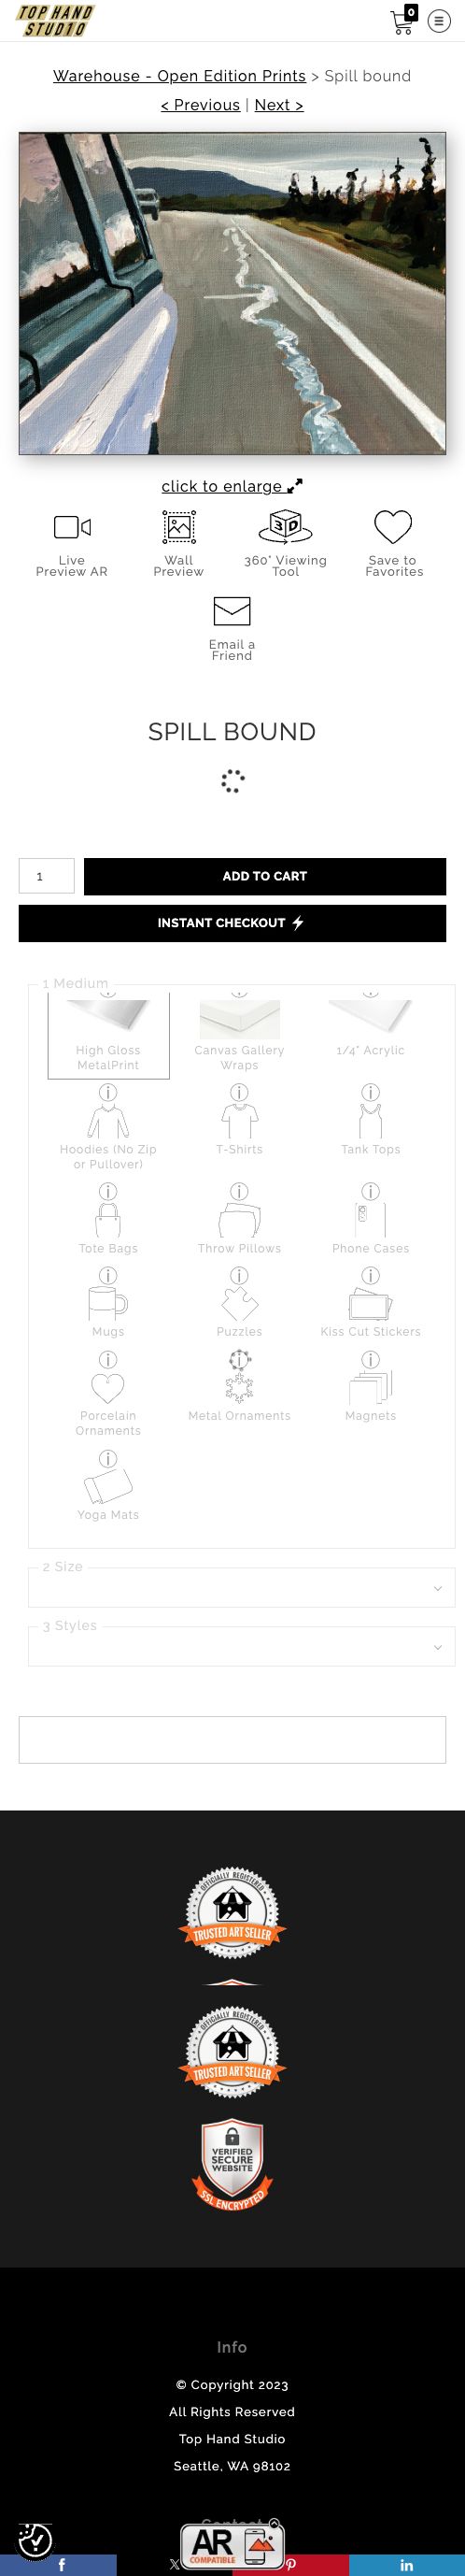 TOP HAND
STUDIO
0
Warehouse - Open Edition Prints > Spill bound
< Previous | Next >
click to enlarge
Live
Preview AR
Wall
Preview
3D
360° Viewing
Tool
Save to
Favorites
Email a
Friend
SPILL BOUND
1
ADD TO CART
INSTANT CHECKOUT
1 Medium
High Gloss
MetalPrint
Canvas Gallery
Wraps
1/4" Acrylic
Hoodies (No Zip
or Pullover)
T-Shirts
Tank Tops
Tote Bags
Throw Pillows
Phone Cases
Mugs
Puzzles
Kiss Cut Stickers
Porcelain
Ornaments
Metal Ornaments
Magnets
Yoga Mats
2 Size
3 Styles
OFFICIALLY REGISTERED
TRUSTED ART SELLER
OFFICIALLY REGISTERED
TRUSTED ART SELLER
VERIFIED
SECURE
WEBSITE
SSL ENCRYPTED
Info
© Copyright 2023
All Rights Reserved
Top Hand Studio
Seattle, WA 98102
Contact
AR
COMPATIBLE